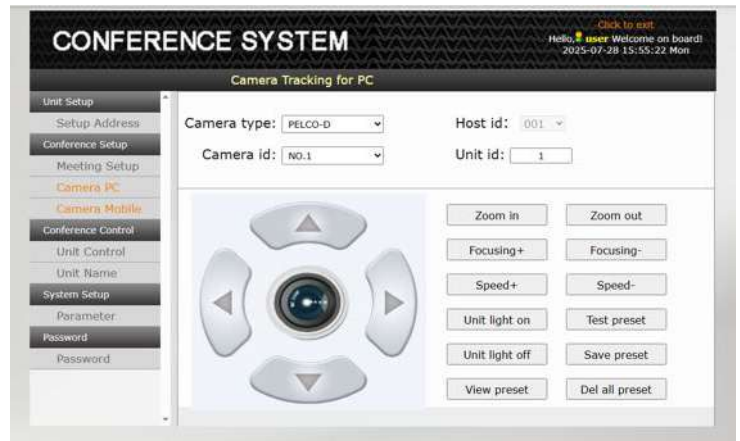 CONFERENCE SYSTEM
Click to exit
Hello, user Welcome on board!
2025-07-28 15:55:22 Mon
Camera Tracking for PC
Unit Setup
Setup Address
Conference Setup
Meeting Setup
Camera PC
Camera Mobile
Conference Control
Unit Control
Unit Name
System Setup
Parameter
Password
Password
Camera type: PELCO-D
Host id: 001
Camera id: NO.1
Unit id: 1
Zoom in
Zoom out
Focusing+
Focusing-
Speed+
Speed-
Unit light on
Test preset
Unit light off
Save preset
View preset
Del all preset